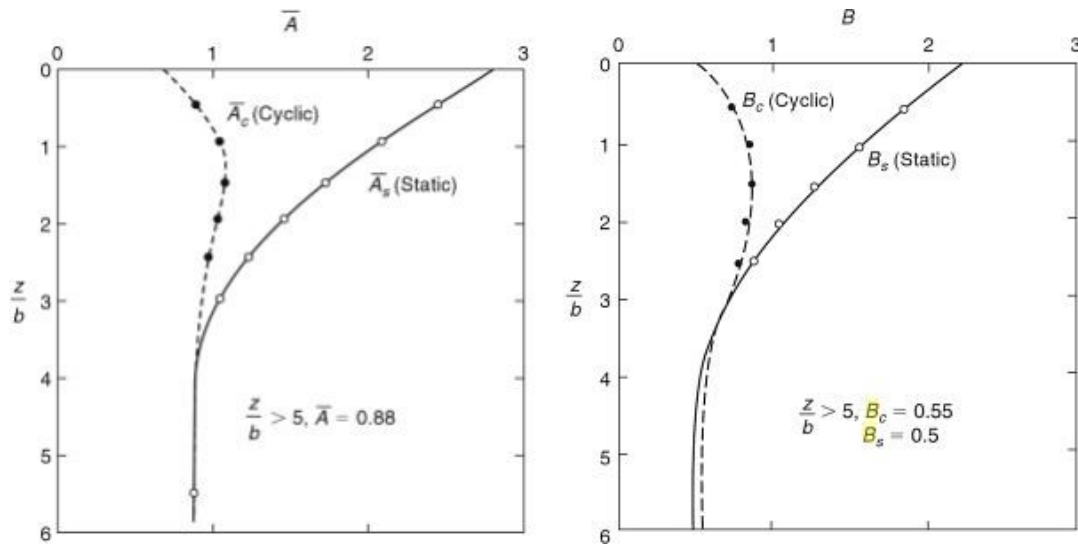 A̅
0 1 2 3
0
1
2
3
4
5
6
z/b
A̅c (Cyclic)
A̅s (Static)
z/b > 5, A̅ = 0.88
B
0 1 2 3
0
1
2
3
4
5
6
z/b
Bc (Cyclic)
Bs (Static)
z/b > 5, Bc = 0.55
Bs = 0.5